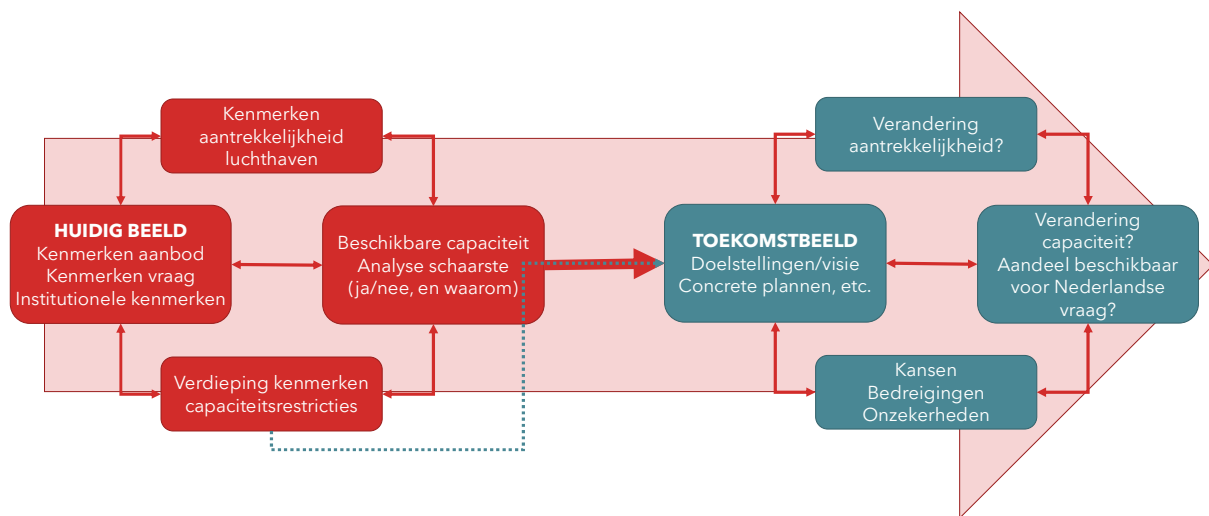 Kenmerken
aantrekkelijkheid
luchthaven
HUIDIG BEELD
Kenmerken aanbod
Kenmerken vraag
Institutionele kenmerken
Beschikbare capaciteit
Analyse schaarste
(ja/nee, en waarom)
Verdieping kenmerken
capaciteitsrestricties
Verandering
aantrekkelijkheid?
TOEKOMSTBEELD
Doelstellingen/visie
Concrete plannen, etc.
Verandering
capaciteit?
Aandeel beschikbaar
voor Nederlandse
vraag?
Kansen
Bedreigingen
Onzekerheden